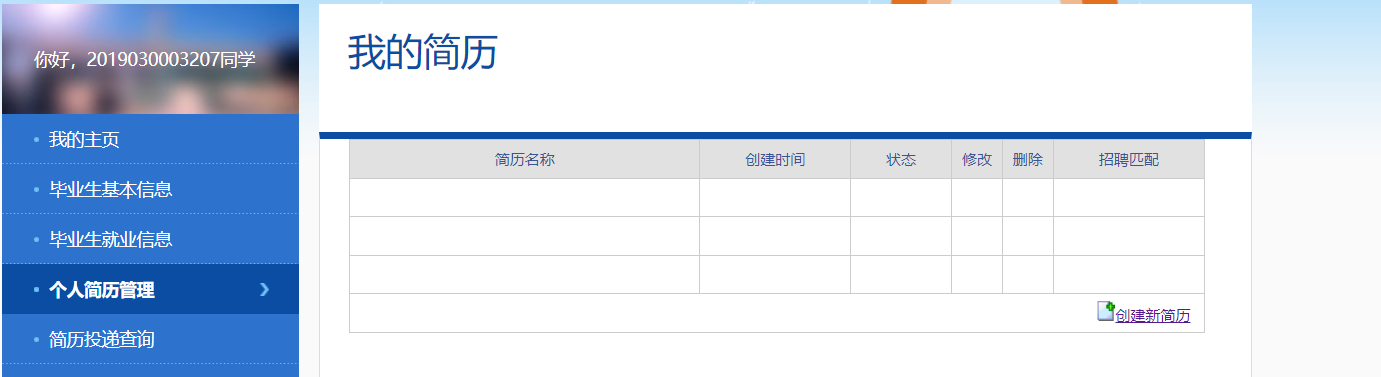 你好，2019030003207同学
我的主页
毕业生基本信息
毕业生就业信息
个人简历管理
简历投递查询
我的简历
简历名称 创建时间 状态 修改 删除 招聘匹配
创建新简历